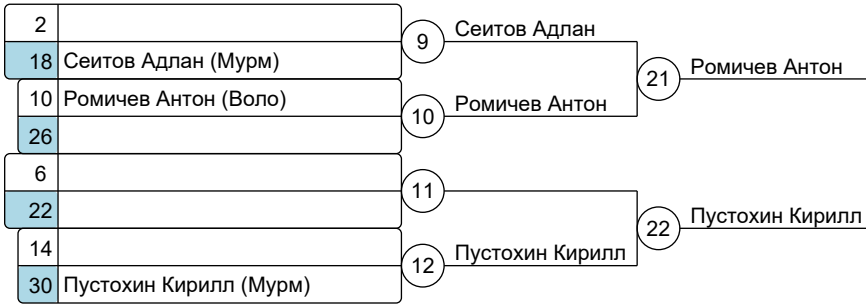 2
18 Сеитов Адлан (Мурм)
9 Сеитов Адлан
10 Ромичев Антон (Воло)
26
10 Ромичев Антон
21 Ромичев Антон
6
22
11
14
30 Пустохин Кирилл (Мурм)
12 Пустохин Кирилл
22 Пустохин Кирилл